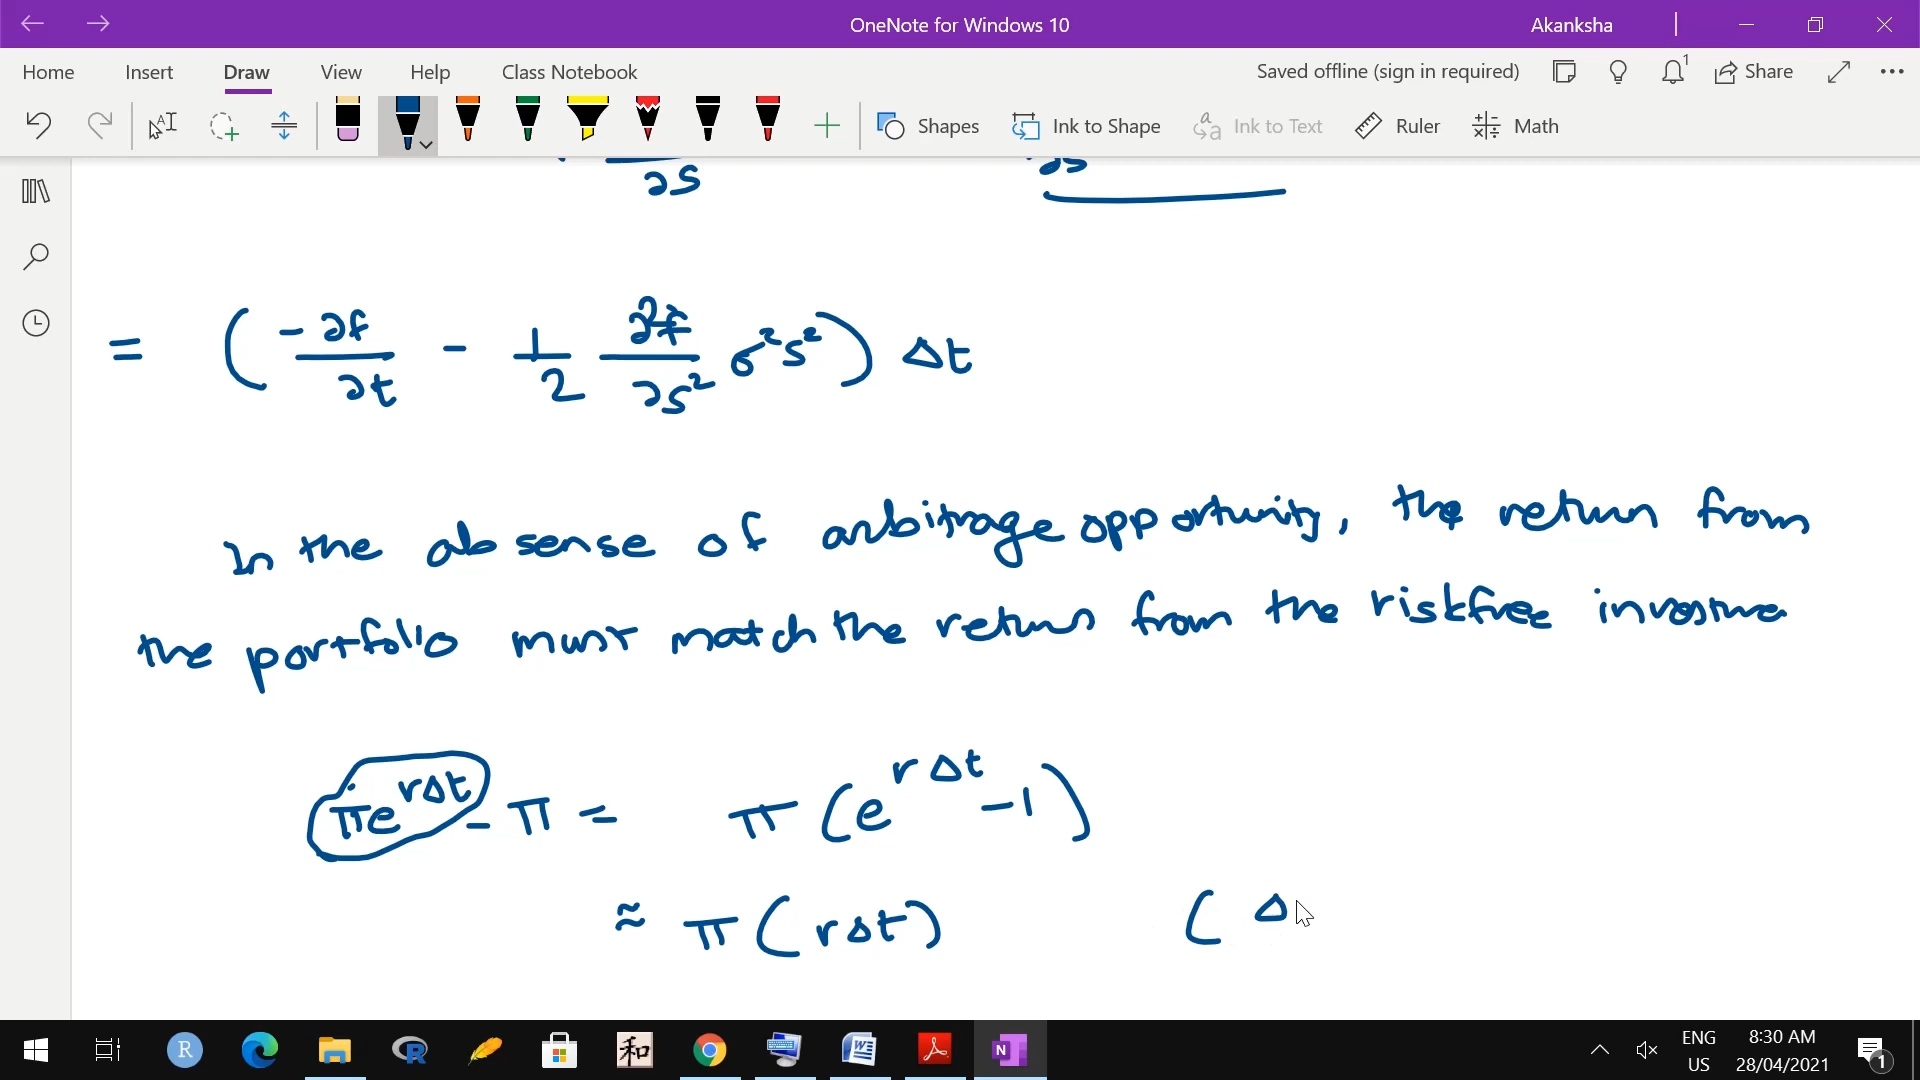 OneNote for Windows 10
Akanksha
Home Insert Draw View Help Class Notebook
Saved offline (sign in required) 1 Share
Shapes Ink to Shape Ink to Text Ruler Math
∂S ∂S
= (-∂f/∂t - 1/2 ∂²f/∂s² σ²s²) Δt
In the absense of arbitrage opportunity, the return from
the portfolio must match the return from the riskfree investme
πe^{rΔt} - π = π(e^{rΔt} - 1)
≈ π(rΔt) (Δ
ENG
US
8:30 AM
28/04/2021
1